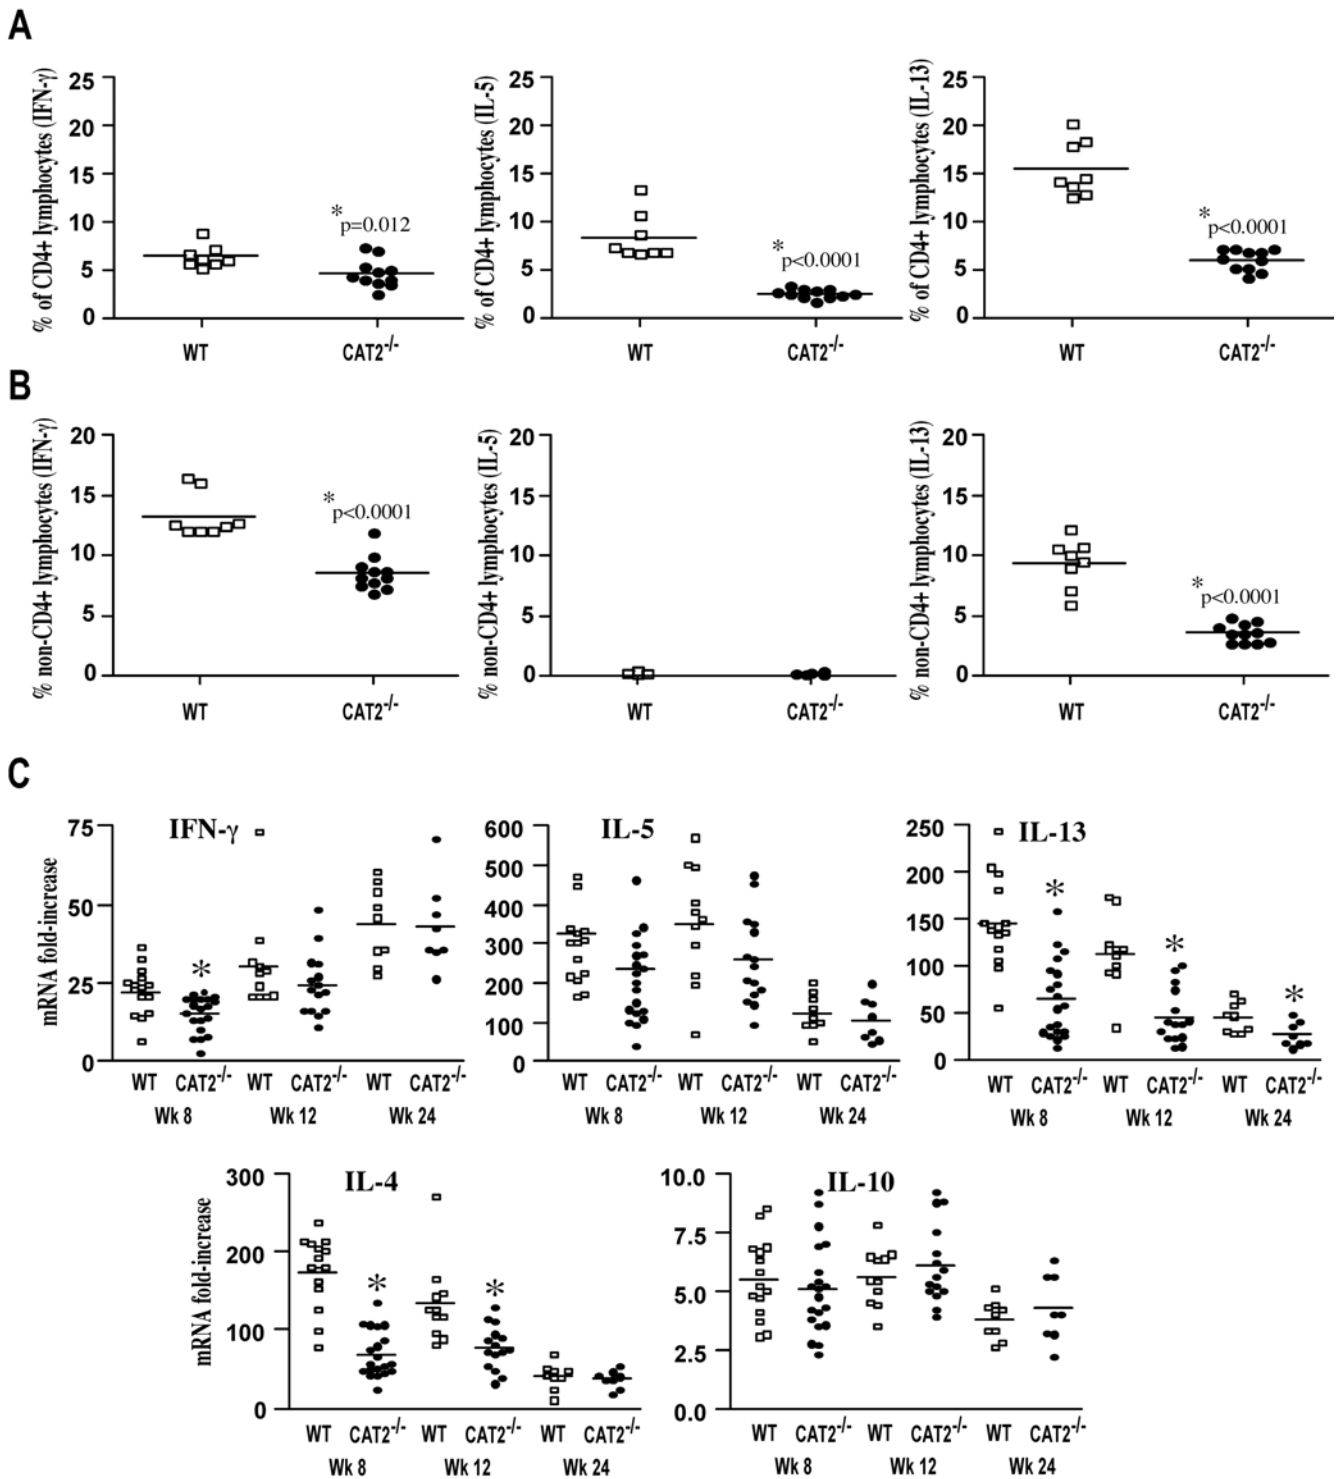 A
% of CD4+ lymphocytes (IFN-γ)
25
20
15
10
5
0
*
p=0.012
WT
CAT2-/-
% of CD4+ lymphocytes (IL-5)
25
20
15
10
5
0
*
p<0.0001
WT
CAT2-/-
% of CD4+ lymphocytes (IL-13)
25
20
15
10
5
0
*
p<0.0001
WT
CAT2-/-
B
% non-CD4+ lymphocytes (IFN-γ)
20
15
10
5
0
*
p<0.0001
WT
CAT2-/-
% non-CD4+ lymphocytes (IL-5)
20
15
10
5
0
WT
CAT2-/-
% non-CD4+ lymphocytes (IL-13)
20
15
10
5
0
*
p<0.0001
WT
CAT2-/-
C
mRNA fold-increase
IFN-γ
75
50
25
0
*
WT CAT2-/- WT CAT2-/- WT CAT2-/-
Wk 8 Wk 12 Wk 24
IL-5
600
500
400
300
200
100
0
WT CAT2-/- WT CAT2-/- WT CAT2-/-
Wk 8 Wk 12 Wk 24
IL-13
250
200
150
100
50
0
* * *
WT CAT2-/- WT CAT2-/- WT CAT2-/-
Wk 8 Wk 12 Wk 24
mRNA fold-increase
IL-4
300
200
100
0
* *
WT CAT2-/- WT CAT2-/- WT CAT2-/-
Wk 8 Wk 12 Wk 24
IL-10
10.0
7.5
5.0
2.5
0.0
WT CAT2-/- WT CAT2-/- WT CAT2-/-
Wk 8 Wk 12 Wk 24